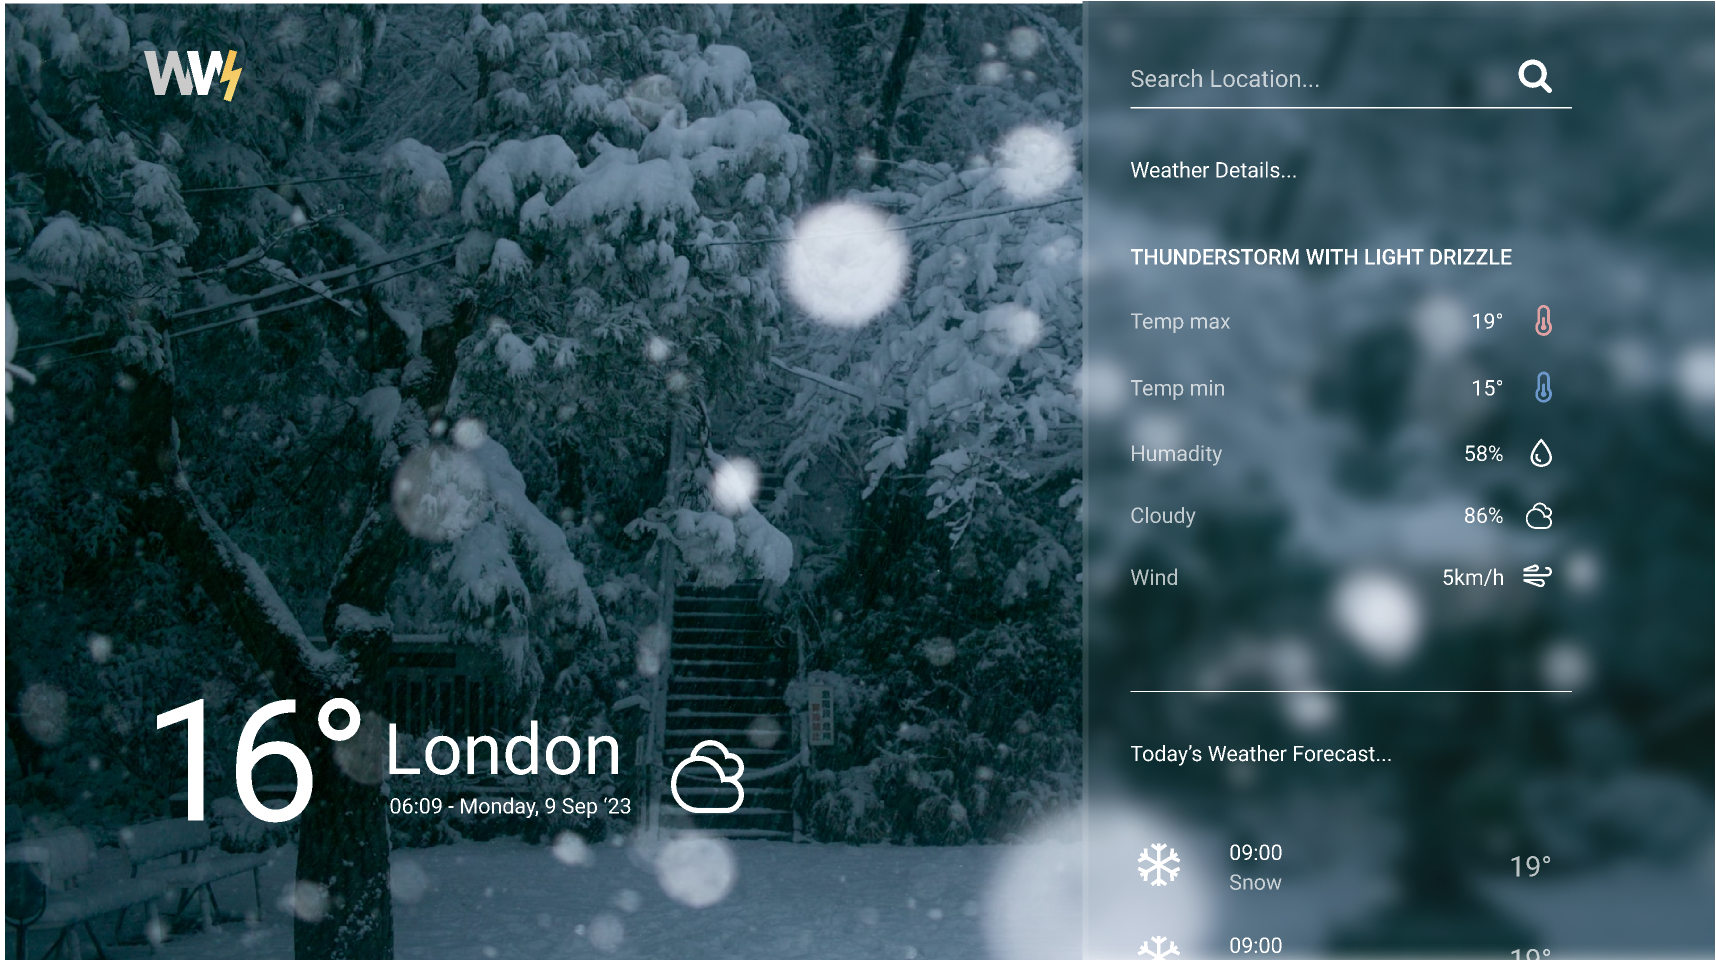 WW
Search Location...
Weather Details...
THUNDERSTORM WITH LIGHT DRIZZLE
Temp max 19°
Temp min 15°
Humadity 58%
Cloudy 86%
Wind 5km/h
16° London
06:09 - Monday, 9 Sep ‘23
Today’s Weather Forecast...
09:00
Snow 19°
09:00
19°